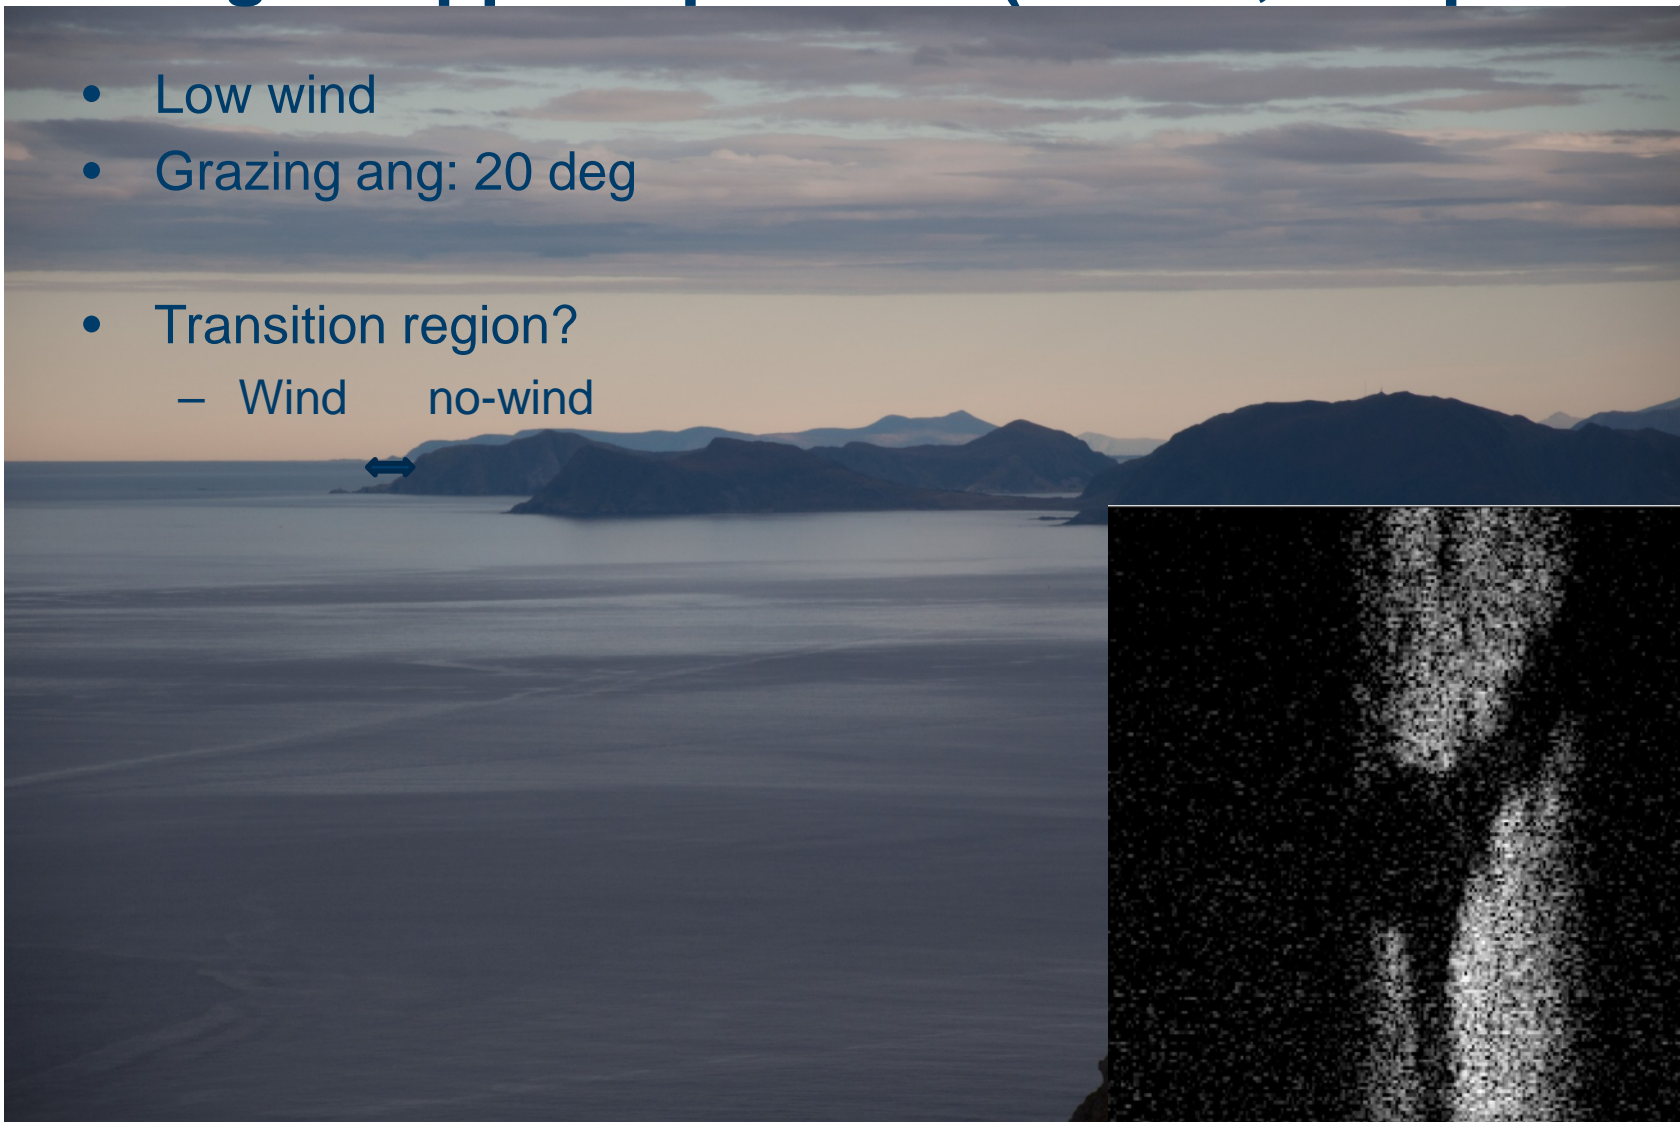 • Low wind
• Grazing ang: 20 deg
• Transition region?
– Wind no-wind